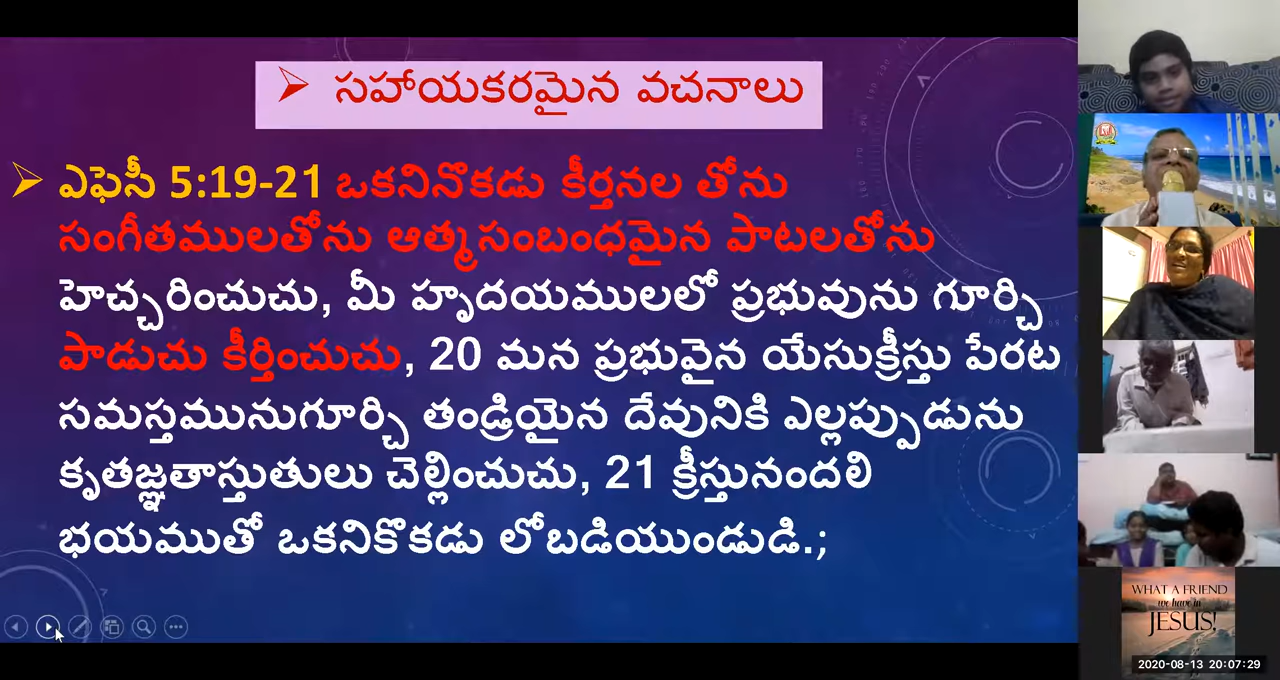 సహాయకరమైన వచనాలు
ఎఫెసీ 5:19-21 ఒకనినొకడు కీర్తనల తోను
సంగీతములతోను ఆత్మసంబంధమైన పాటలతోను
హెచ్చరించుచు, మీ హృదయములలో ప్రభువును గూర్చి
పాడుచు కీర్తించుచు, 20 మన ప్రభువైన యేసుక్రీస్తు పేరట
సమస్తమునుగూర్చి తండ్రియైన దేవునికి ఎల్లప్పుడును
కృతజ్ఞతాస్తుతులు చెల్లించుచు, 21 క్రీస్తునందలి
భయముతో ఒకనికొకడు లోబడియుండుడి.;
WHAT A FRIEND
we have in
JESUS!
2020-08-13 20:07:29